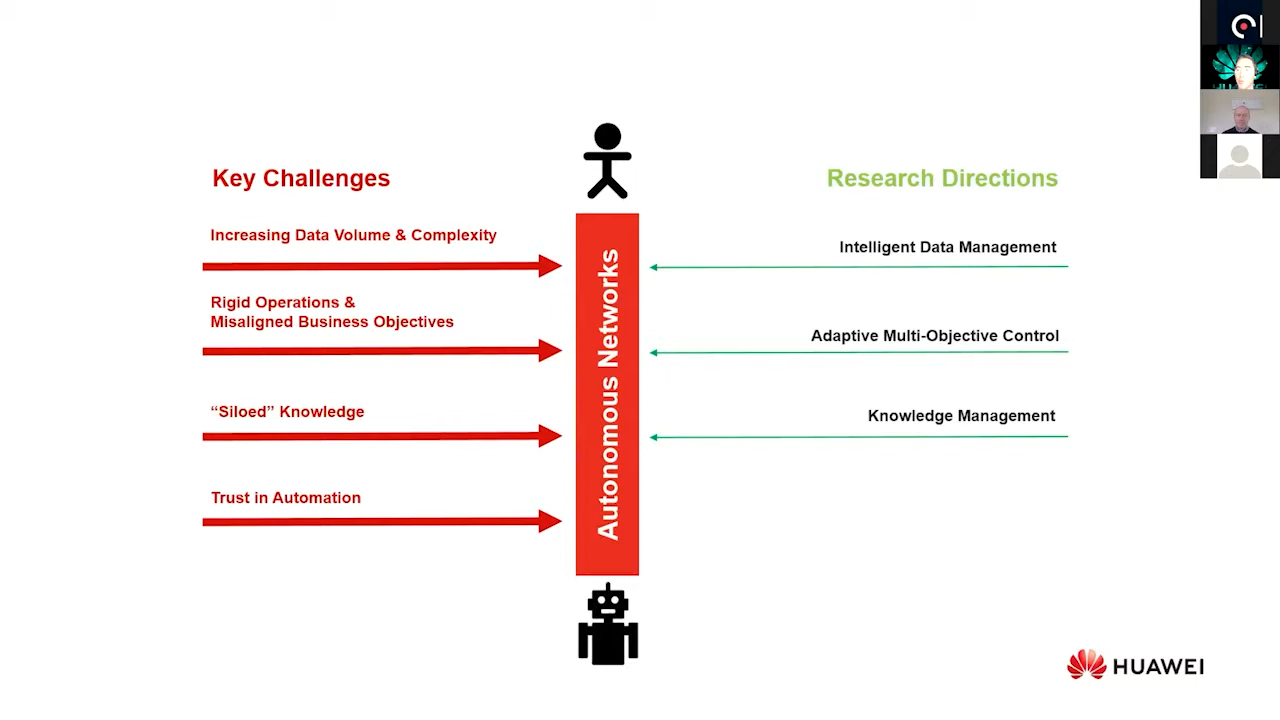 Key Challenges
Increasing Data Volume & Complexity
Rigid Operations &
Misaligned Business Objectives
“Siloed” Knowledge
Trust in Automation
Autonomous Networks
Research Directions
Intelligent Data Management
Adaptive Multi-Objective Control
Knowledge Management
HUAWEI